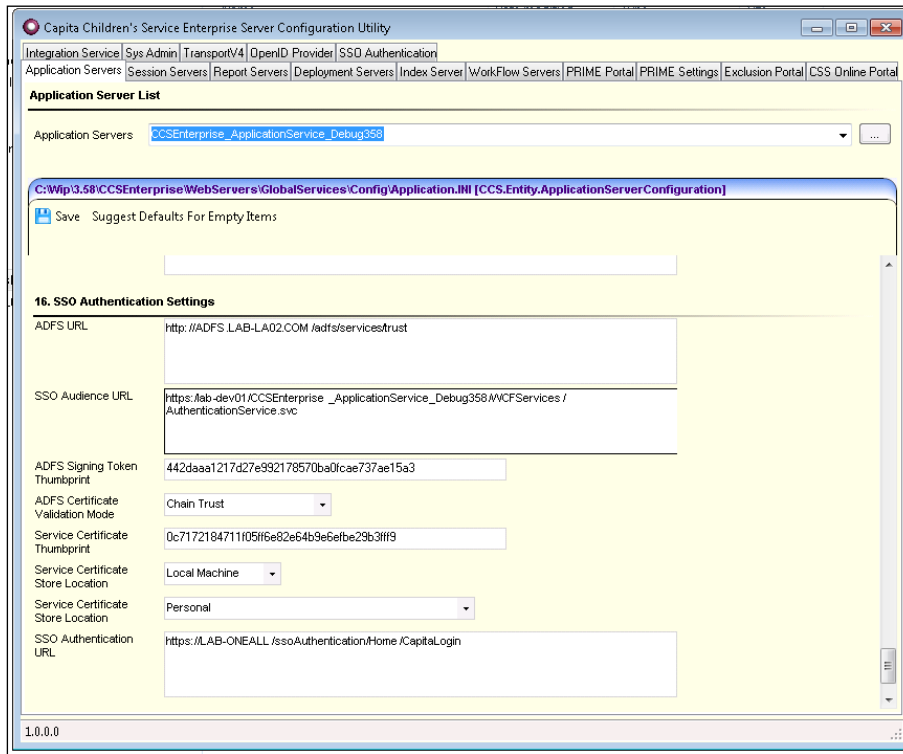 Capita Children's Service Enterprise Server Configuration Utility
Integration Service Sys Admin TransportV4 OpenID Provider SSO Authentication
Application Servers Session Servers Report Servers Deployment Servers Index Server WorkFlow Servers PRIME Portal PRIME Settings Exclusion Portal CSS Online Portal
Application Server List
Application Servers CCSEnterprise_ApplicationService_Debug358 ...
C:\Wip\3.58\CCSEnterprise\WebServers\GlobalServices\Config\Application.INI [CCS.Entity.ApplicationServerConfiguration]
Save Suggest Defaults For Empty Items
16. SSO Authentication Settings
ADFS URL http: //ADFS .LAB-LA02.COM /adfs/services/trust
SSO Audience URL https:/lab-dev01/CCSEnterprise _ApplicationService_Debug358/WCFServices /
AuthenticationService.svc
ADFS Signing Token
Thumbprint 442daaa1217d27e992178570ba0fcae737ae15a3
ADFS Certificate
Validation Mode Chain Trust
Service Certificate
Thumbprint 0c7172184711f05ff6e82e64b9e6efbe29b3fff9
Service Certificate
Store Location Local Machine
Service Certificate
Store Location Personal
SSO Authentication
URL https://LAB-ONEALL /ssoAuthentication/Home /CapitaLogin
1.0.0.0